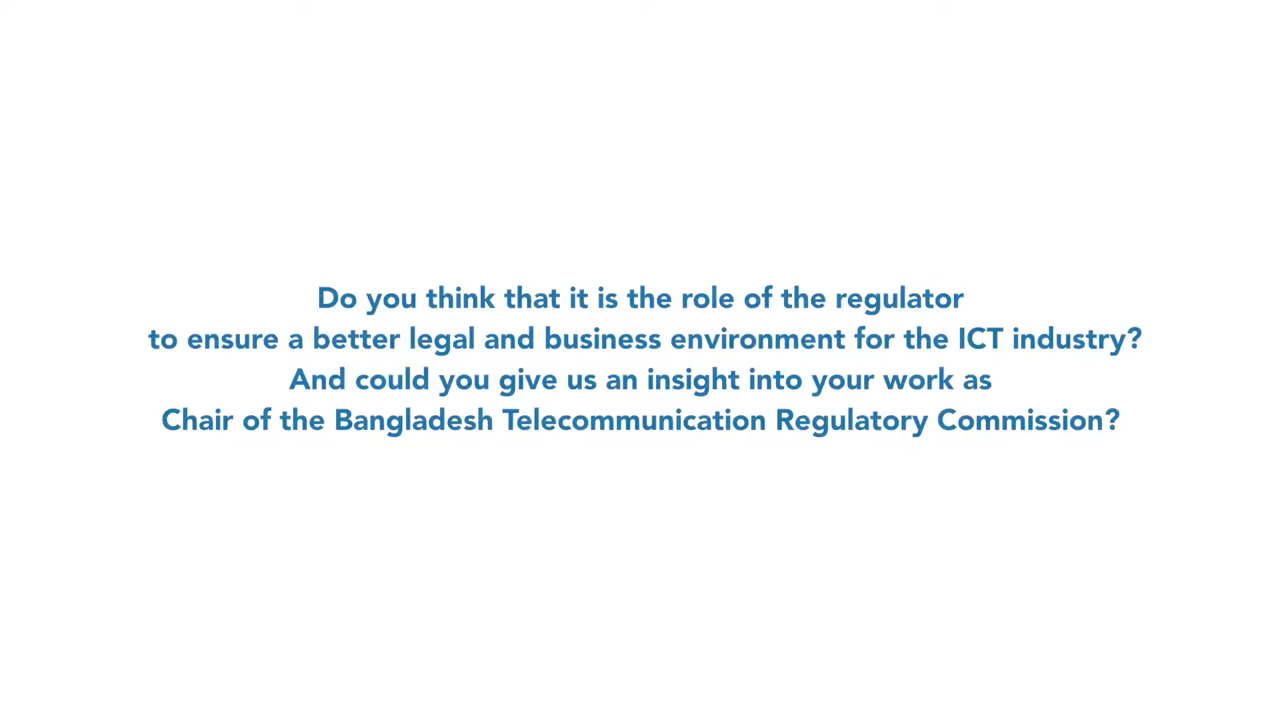 Do you think that it is the role of the regulator
to ensure a better legal and business environment for the ICT industry?
And could you give us an insight into your work as
Chair of the Bangladesh Telecommunication Regulatory Commission?